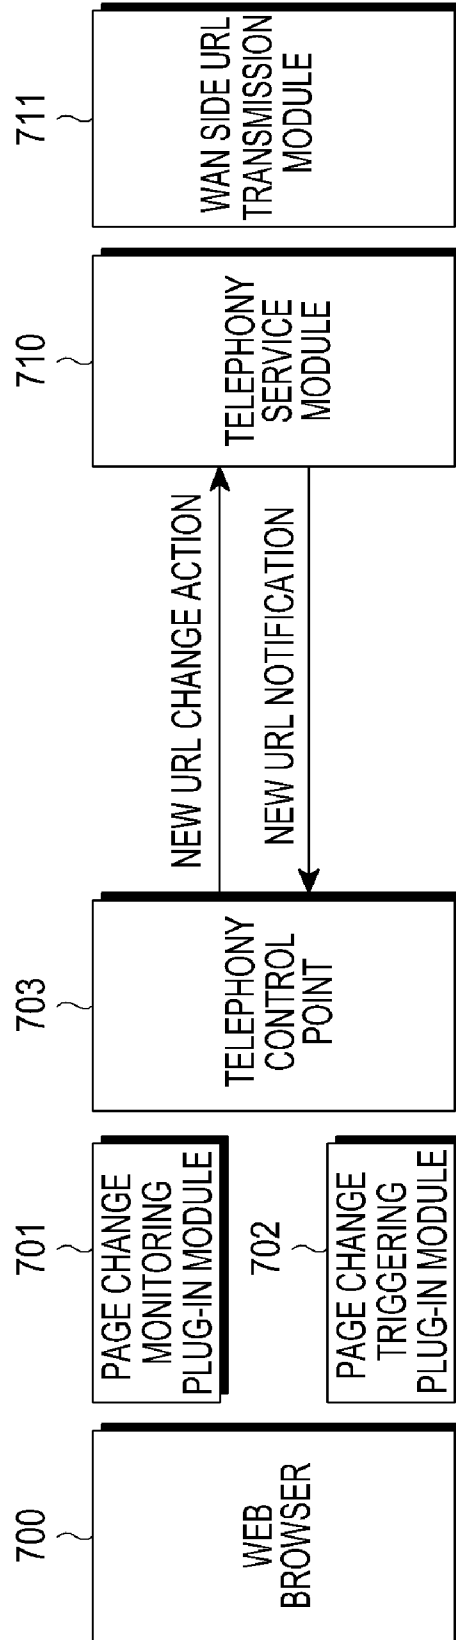 700
WEB
BROWSER
701
PAGE CHANGE
MONITORING
PLUG-IN MODULE
702
PAGE CHANGE
TRIGGERING
PLUG-IN MODULE
703
TELEPHONY
CONTROL
POINT
NEW URL CHANGE ACTION
NEW URL NOTIFICATION
710
TELEPHONY
SERVICE
MODULE
711
WAN SIDE URL
TRANSMISSION
MODULE